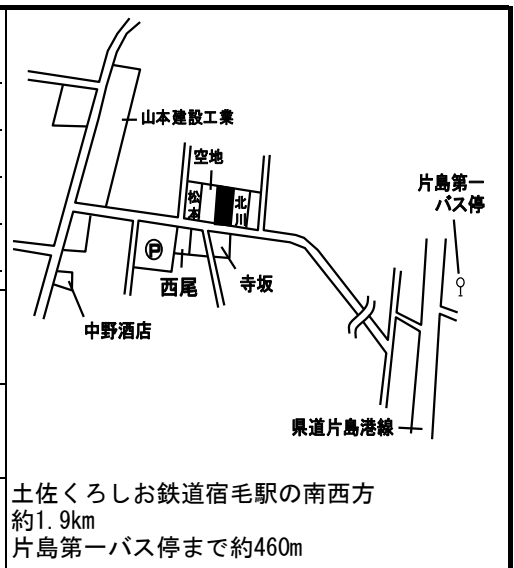 山本建設工業
空地
松本
北川
片島第一
バス停
P
西尾
寺坂
中野酒店
県道片島港線
土佐くろしお鉄道宿毛駅の南西方
約1.9km
片島第一バス停まで約460m